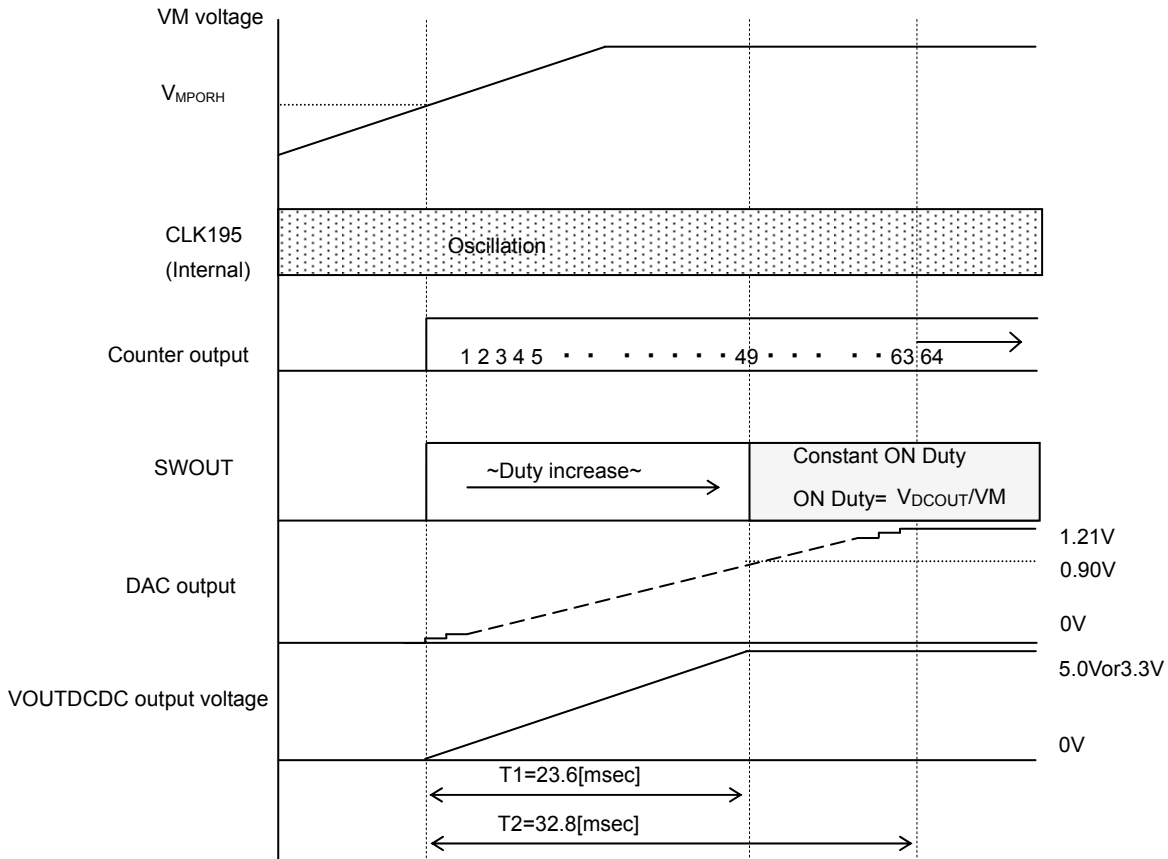 VM voltage
VMPORH
CLK195
(Internal)
Oscillation
Counter output
1 2 3 4 5 · · · · · · · · 49 · · · · · 63 64
SWOUT
~Duty increase~
Constant ON Duty
ON Duty= VDCOUT/VM
DAC output
1.21V
0.90V
0V
VOUTDCDC output voltage
5.0Vor3.3V
0V
T1=23.6[msec]
T2=32.8[msec]